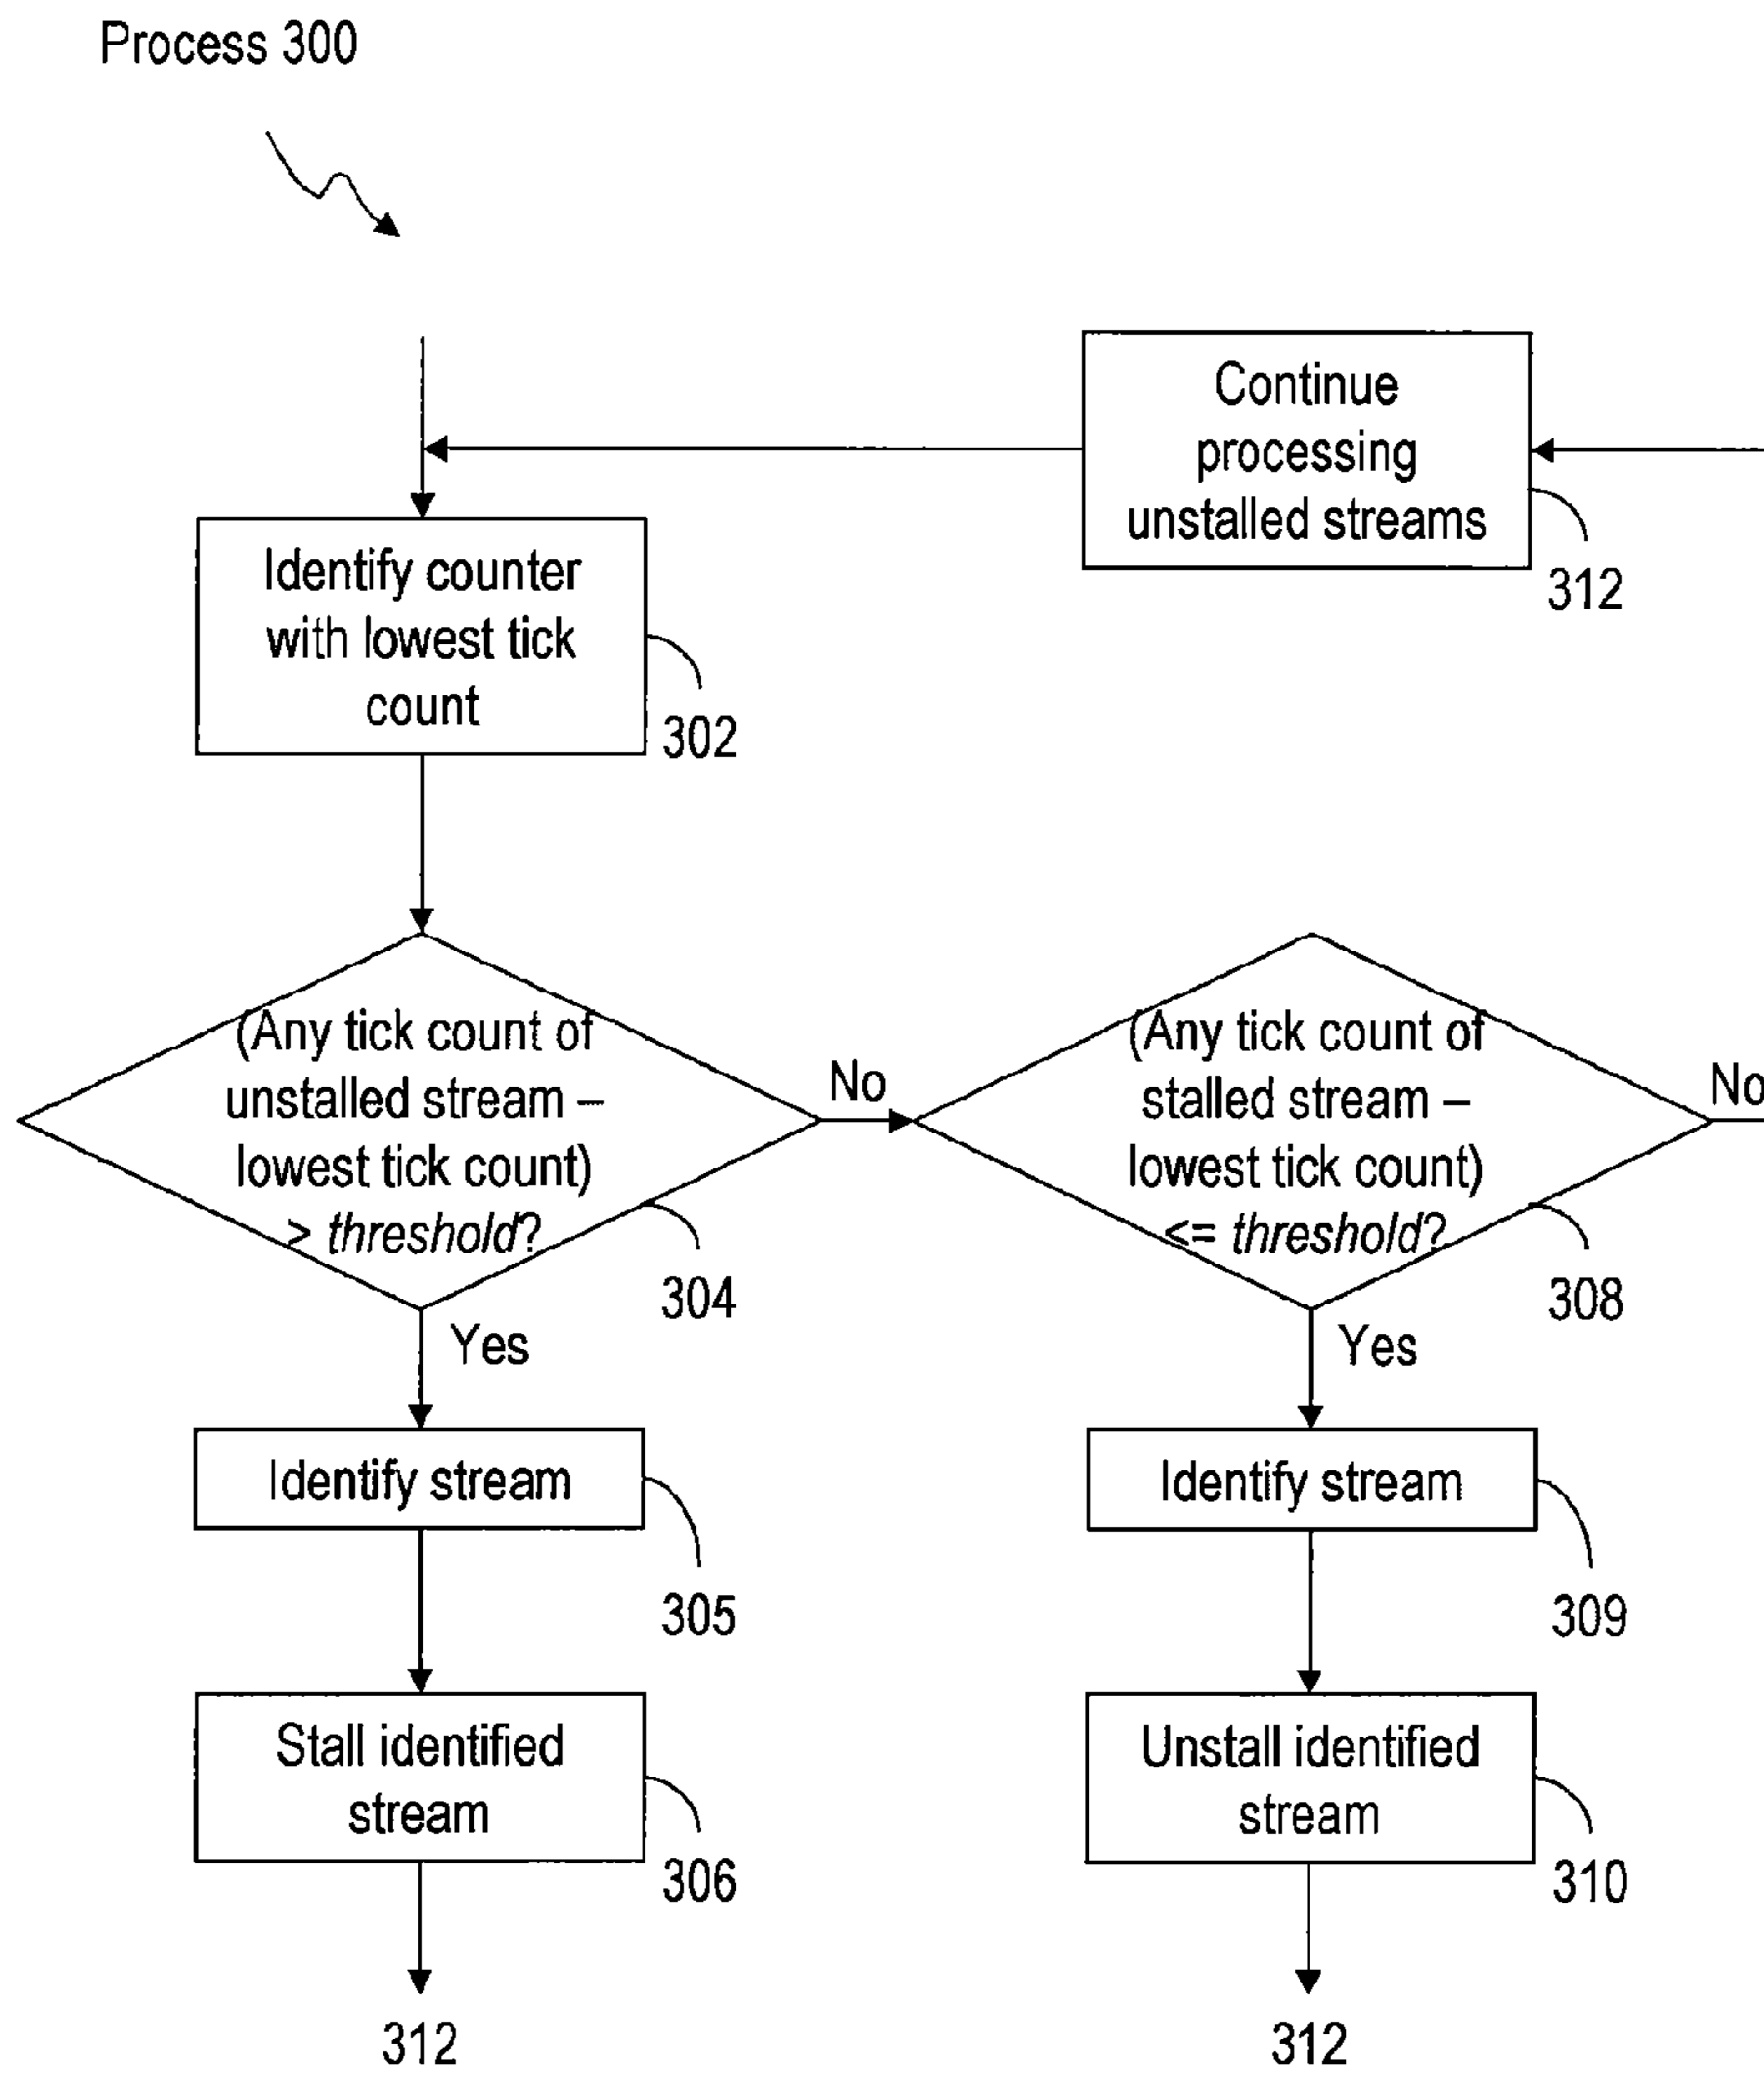 Process 300
Continue
processing
unstalled streams
312
Identify counter
with lowest tick
count
302
(Any tick count of
unstalled stream –
lowest tick count)
> threshold?
304
No
(Any tick count of
stalled stream –
lowest tick count)
<= threshold?
308
No
Yes
Yes
Identify stream
305
Identify stream
309
Stall identified
stream
306
Unstall identified
stream
310
312
312